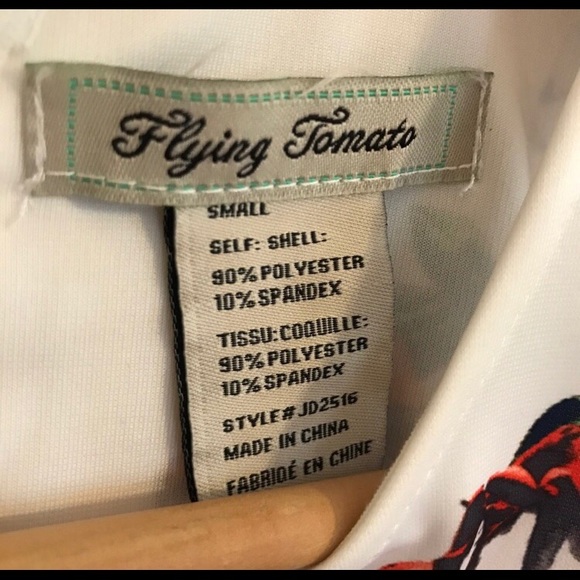 Flying Tomato
SMALL
SELF: SHELL:
90% POLYESTER
10% SPANDEX
TISSU:COQUILLE:
90% POLYESTER
10% SPANDEX
STYLE# JD2516
MADE IN CHINA
FABRIQÉ EN CHINE